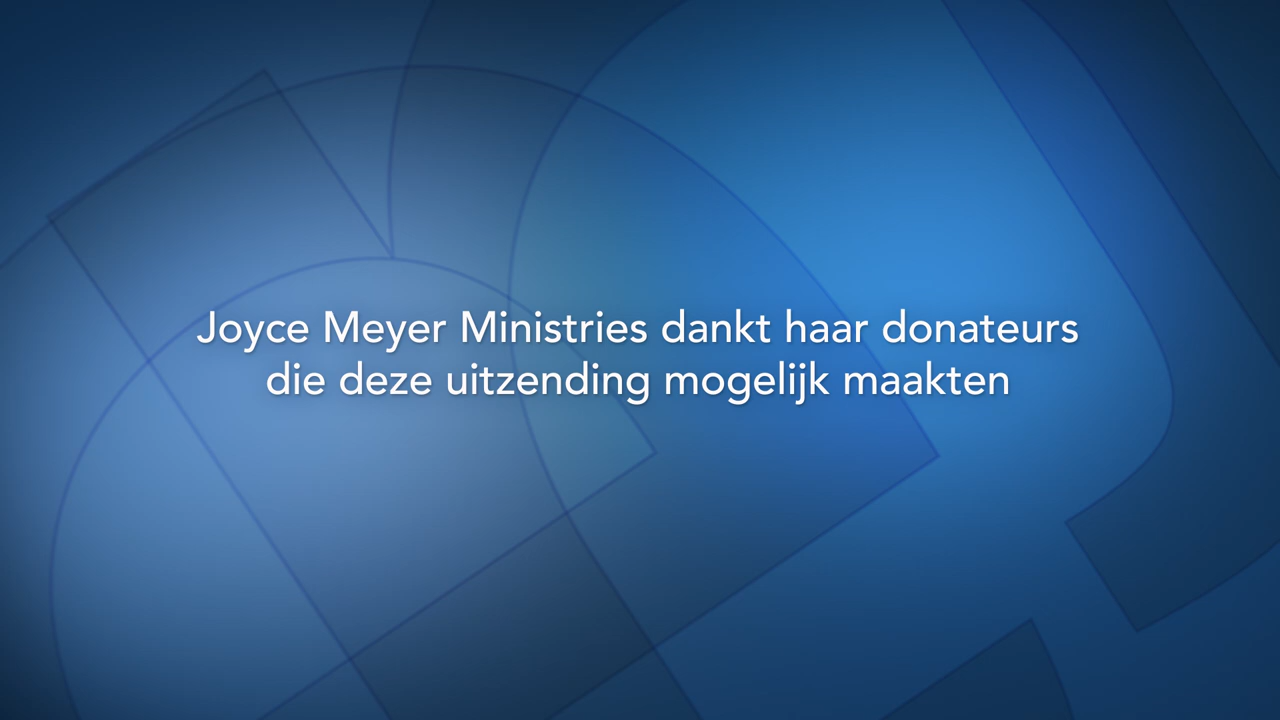 Joyce Meyer Ministries dankt haar donateurs
die deze uitzending mogelijk maakten